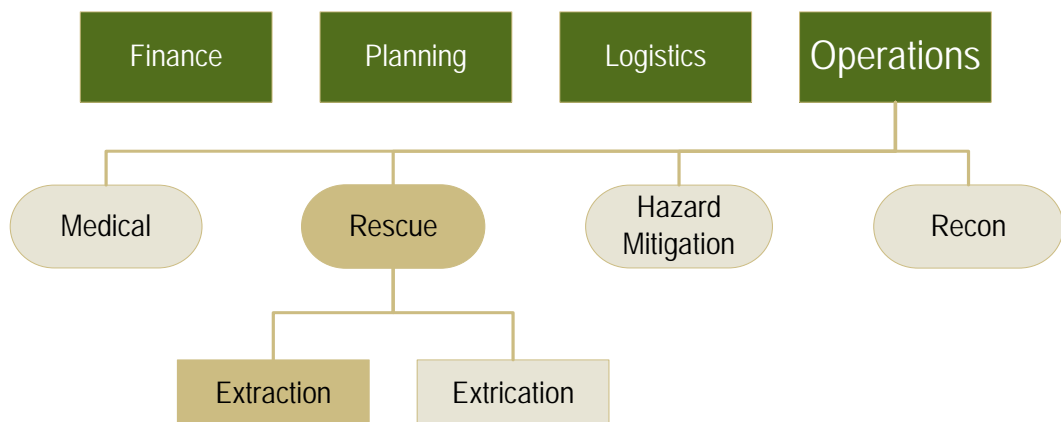 Finance
Planning
Logistics
Operations
Medical
Rescue
Hazard
Mitigation
Recon
Extraction
Extrication